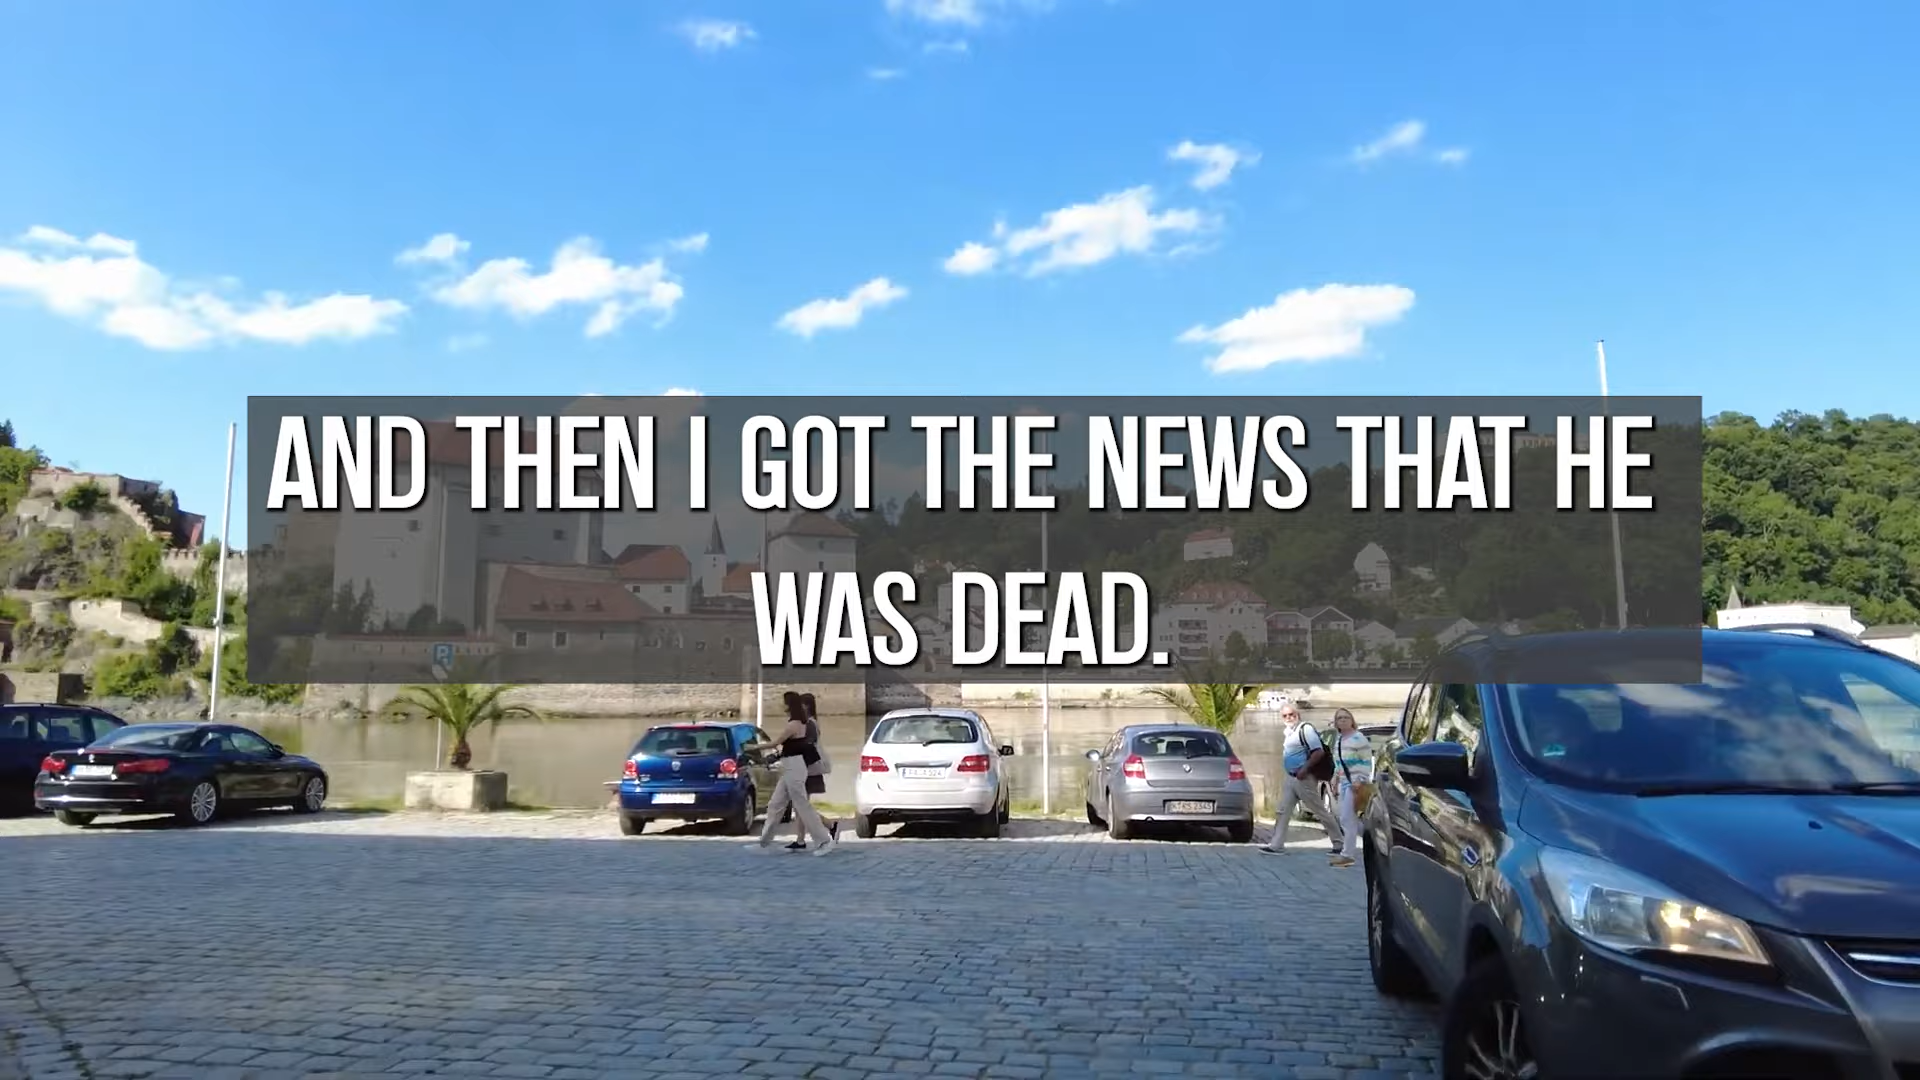 AND THEN I GOT THE NEWS THAT HE
WAS DEAD.
P